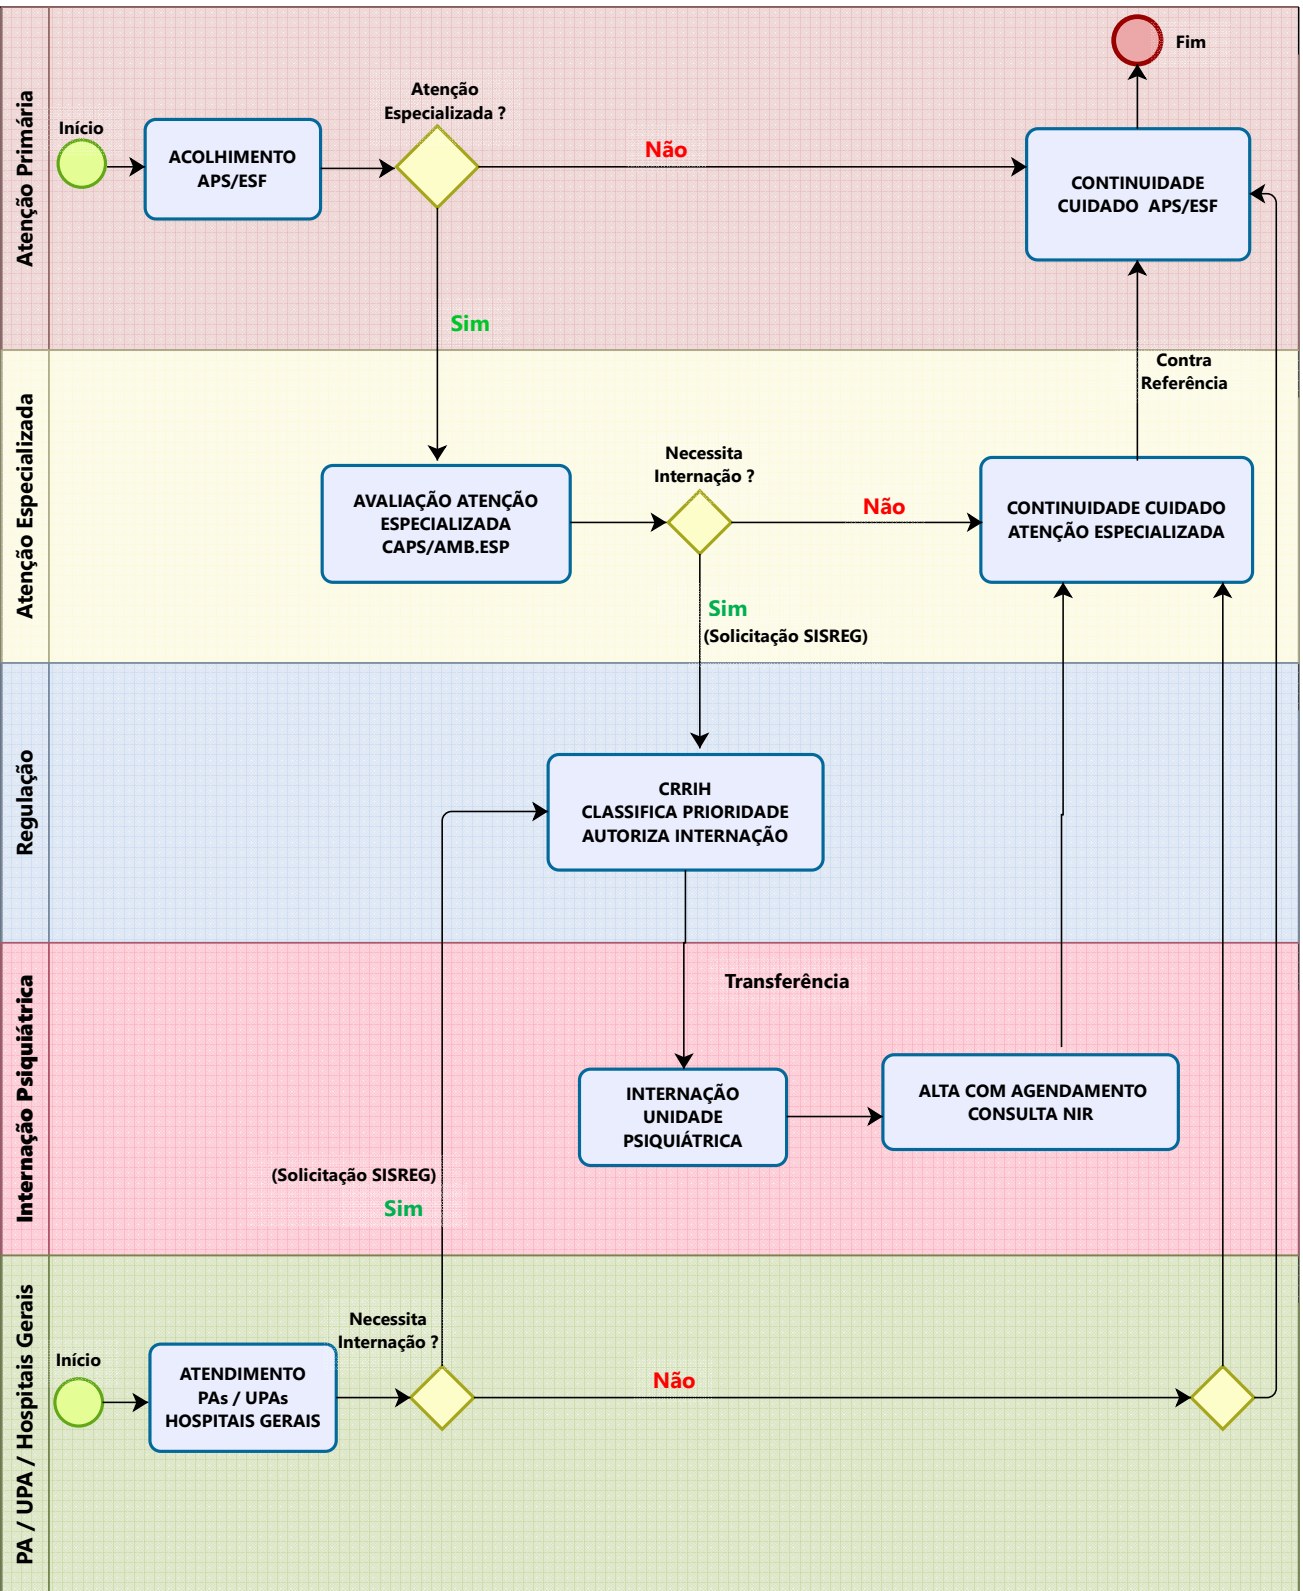 Atenção Primária
Início
ACOLHIMENTO
APS/ESF
Atenção
Especializada ?
Não
Sim
Fim
CONTINUIDADE
CUIDADO  APS/ESF
Atenção Especializada
AVALIAÇÃO ATENÇÃO
ESPECIALIZADA
CAPS/AMB.ESP
Necessita
Internação ?
Não
Sim
(Solicitação SISREG)
Contra
Referência
CONTINUIDADE CUIDADO
ATENÇÃO ESPECIALIZADA
Regulação
CRRIH
CLASSIFICA PRIORIDADE
AUTORIZA INTERNAÇÃO
Internação Psiquiátrica
Transferência
INTERNAÇÃO
UNIDADE
PSIQUIÁTRICA
ALTA COM AGENDAMENTO
CONSULTA NIR
(Solicitação SISREG)
Sim
PA / UPA / Hospitais Gerais
Início
ATENDIMENTO
PAs / UPAs
HOSPITAIS GERAIS
Necessita
Internação ?
Não